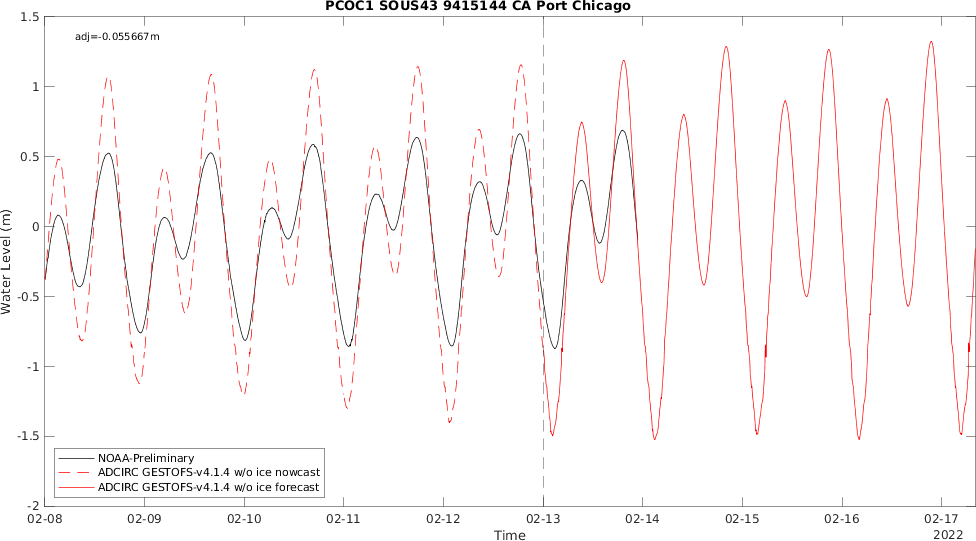 PCOC1 SOUS43 9415144 CA Port Chicago
adj=-0.055667m
1.5
1
0.5
0
-0.5
-1
-1.5
-2
Water Level (m)
NOAA-Preliminary
ADCIRC GESTOFS-v4.1.4 w/o ice nowcast
ADCIRC GESTOFS-v4.1.4 w/o ice forecast
02-08 02-09 02-10 02-11 02-12 02-13 02-14 02-15 02-16 02-17
Time
2022